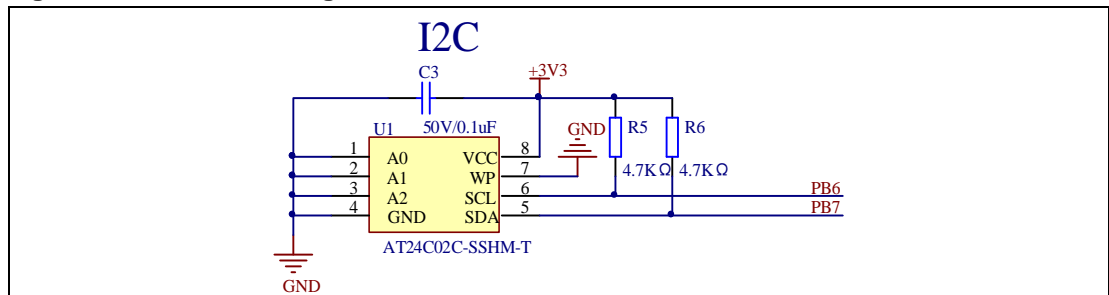 I2C
C3
+3V3
U1
50V/0.1uF
GND
R5
R6
1
A0
VCC
8
2
A1
WP
7
4.7KΩ
4.7KΩ
3
A2
SCL
6
PB6
4
GND
SDA
5
PB7
AT24C02C-SSHM-T
GND